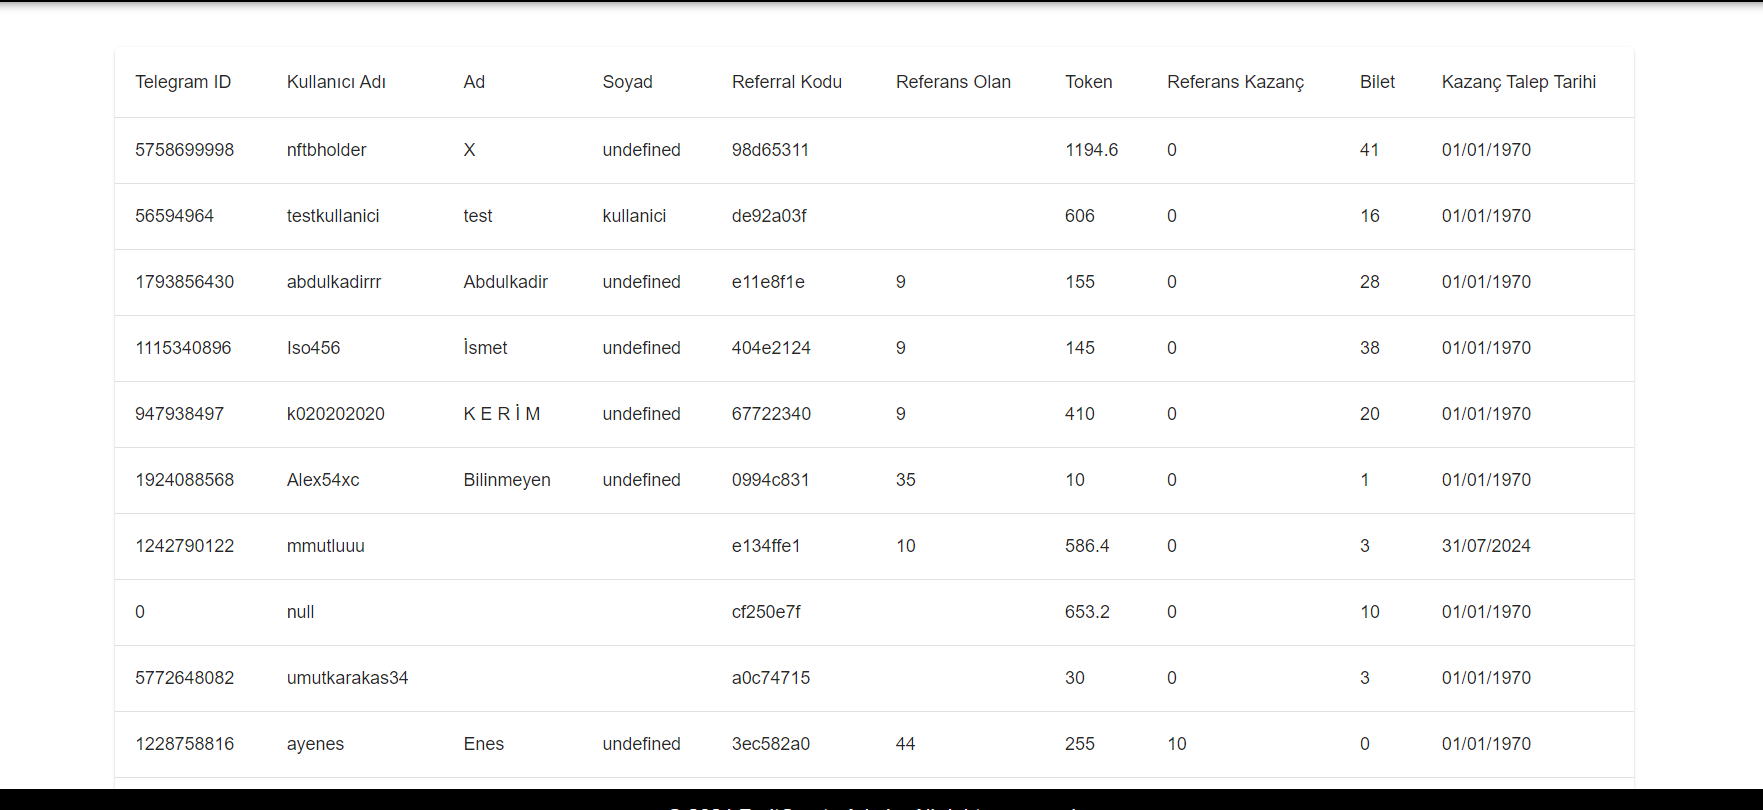 Telegram ID Kullanıcı Adı Ad Soyad Referral Kodu Referans Olan Token Referans Kazanç Bilet Kazanç Talep Tarihi
5758699998 nftbholder X undefined 98d65311 1194.6 0 41 01/01/1970
56594964 testkullanici test kullanici de92a03f 606 0 16 01/01/1970
1793856430 abdulkadirrr Abdulkadir undefined e11e8f1e 9 155 0 28 01/01/1970
1115340896 Iso456 İsmet undefined 404e2124 9 145 0 38 01/01/1970
947938497 k020202020 K E R İ M undefined 67722340 9 410 0 20 01/01/1970
1924088568 Alex54xc Bilinmeyen undefined 0994c831 35 10 0 1 01/01/1970
1242790122 mmutluuu e134ffe1 10 586.4 0 3 31/07/2024
0 null cf250e7f 653.2 0 10 01/01/1970
5772648082 umutkarakas34 a0c74715 30 0 3 01/01/1970
1228758816 ayenes Enes undefined 3ec582a0 44 255 10 0 01/01/1970